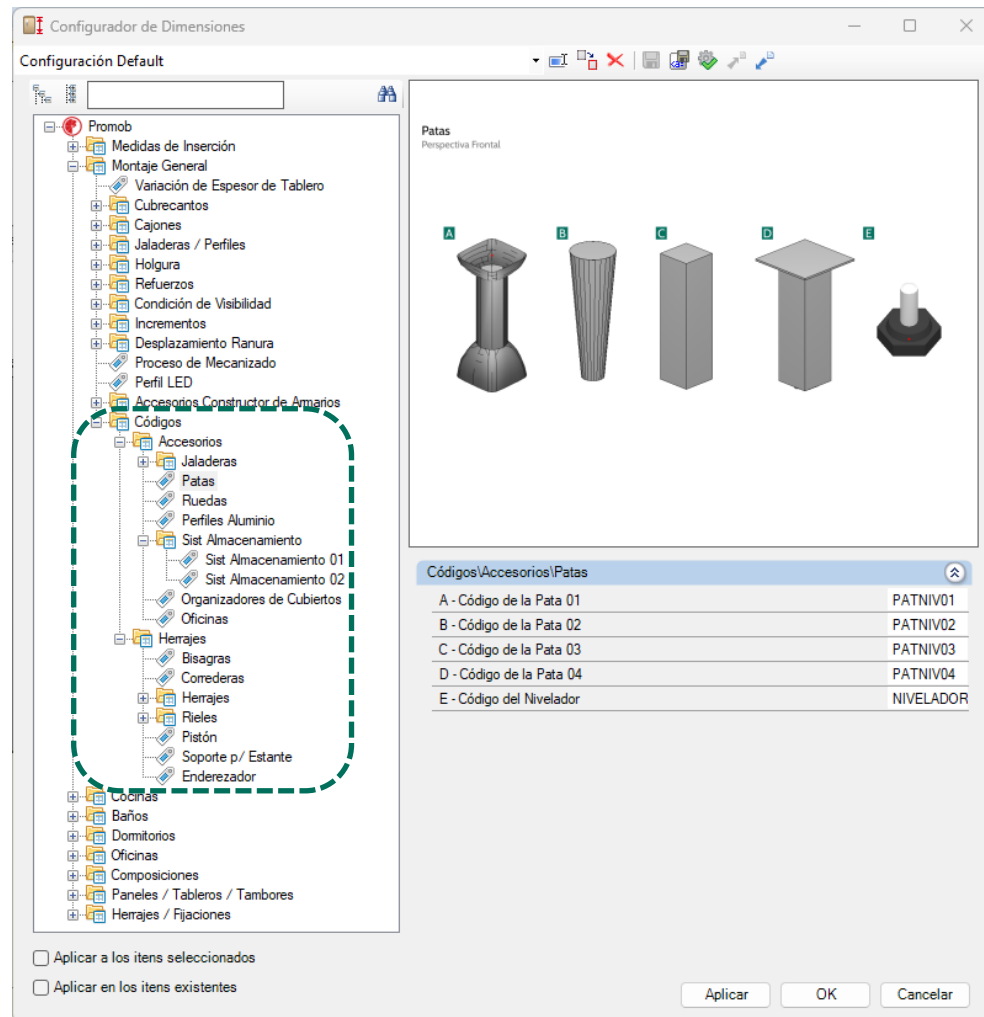 Configurador de Dimensiones
Configuración Default
Promob
Medidas de Inserción
Montaje General
Variación de Espesor de Tablero
Cubrecantos
Cajones
Jaladeras / Perfiles
Holgura
Refuerzos
Condición de Visibilidad
Incrementos
Desplazamiento Ranura
Proceso de Mecanizado
Perfil LED
Accesorios Constructor de Armarios
Códigos
Accesorios
Jaladeras
Patas
Ruedas
Perfiles Aluminio
Sist Almacenamiento
Sist Almacenamiento 01
Sist Almacenamiento 02
Organizadores de Cubiertos
Oficinas
Herrajes
Bisagras
Correderas
Herrajes
Rieles
Pistón
Soporte p/ Estante
Enderezador
Cocinas
Baños
Dormitorios
Oficinas
Composiciones
Paneles / Tableros / Tambores
Herrajes / Fijaciones
Aplicar a los itens seleccionados
Aplicar en los itens existentes
Patas
Perspectiva Frontal
A B C D E
Códigos\Accesorios\Patas
A - Código de la Pata 01 PATNIV01
B - Código de la Pata 02 PATNIV02
C - Código de la Pata 03 PATNIV03
D - Código de la Pata 04 PATNIV04
E - Código del Nivelador NIVELADOR
Aplicar OK Cancelar